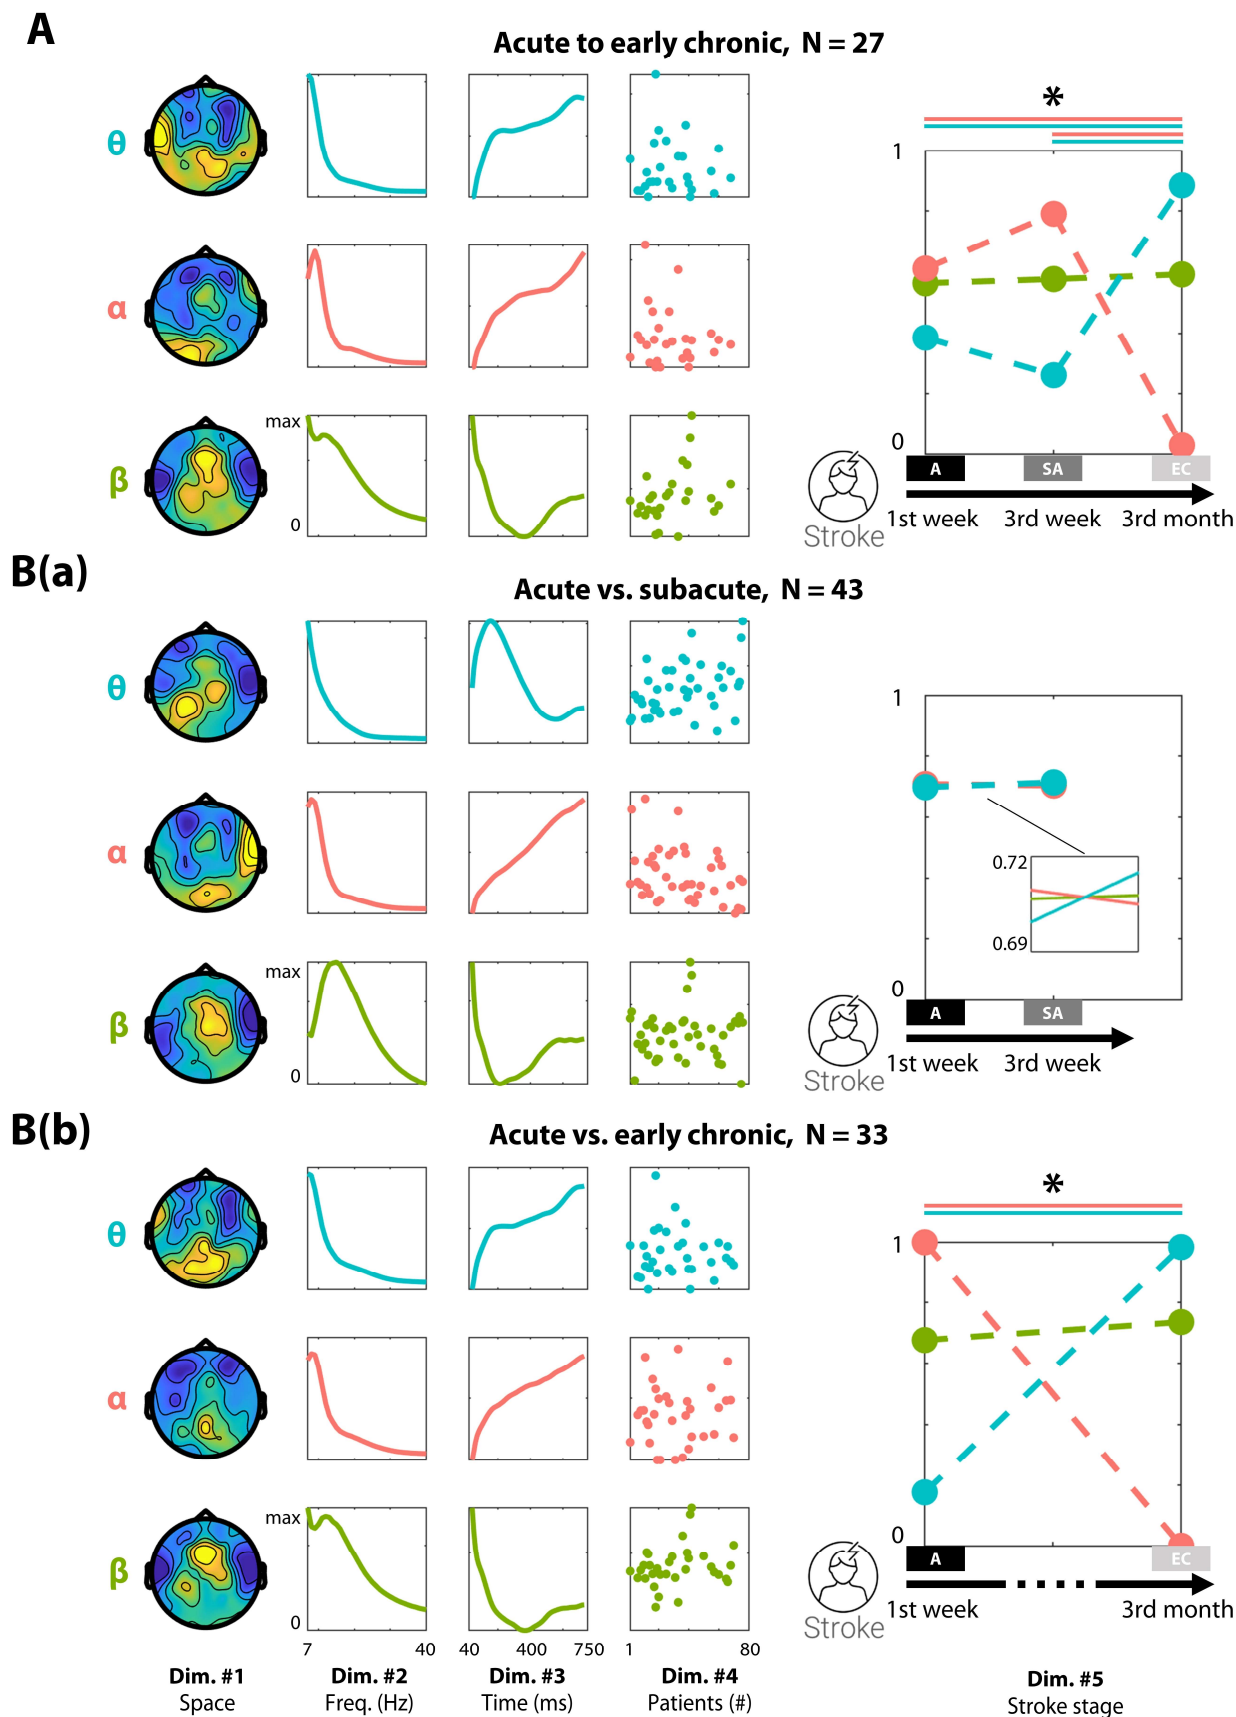 A
Acute to early chronic, N = 27
*
θ
1
α
max
β
0
0
A SA EC
1st week 3rd week 3rd month
Stroke
B(a)
Acute vs. subacute, N = 43
θ
1
α
0.72
0.69
max
β
0
0
A SA
1st week 3rd week
Stroke
B(b)
Acute vs. early chronic, N = 33
*
θ
1
α
max
β
0
0
A EC
1st week 3rd month
Stroke
7 40 40 400 750 1 80
Dim. #1 Dim. #2 Dim. #3 Dim. #4 Dim. #5
Space Freq. (Hz) Time (ms) Patients (#) Stroke stage